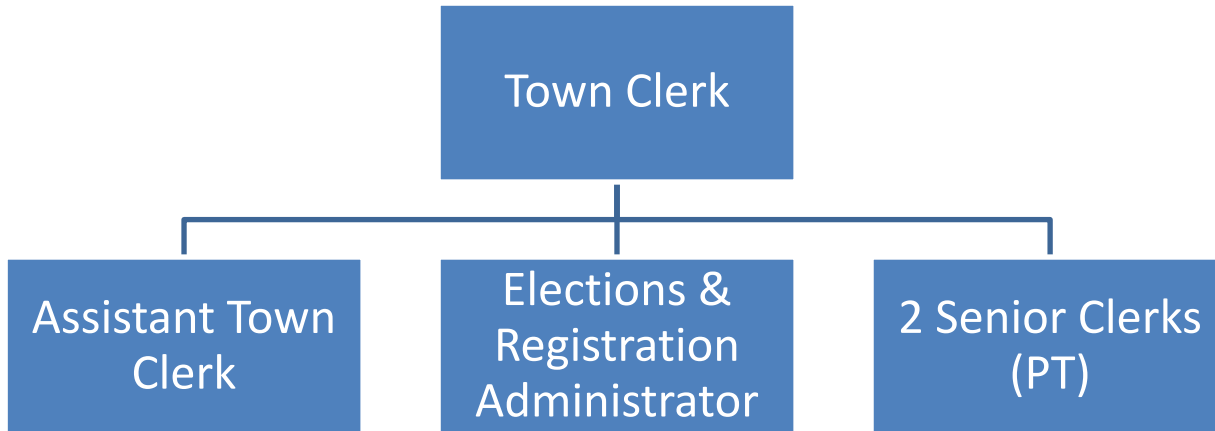 Town Clerk
Assistant Town
Clerk
Elections &
Registration
Administrator
2 Senior Clerks
(PT)